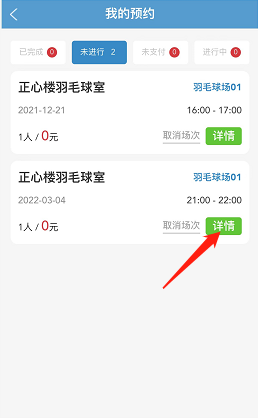 我的预约
已完成 0 未进行 2 未支付 0 进行中 0
正心楼羽毛球室 羽毛球场01
2021-12-21 16:00 - 17:00
1人 / 0元 取消场次 详情
正心楼羽毛球室 羽毛球场01
2022-03-04 21:00 - 22:00
1人 / 0元 取消场次 详情